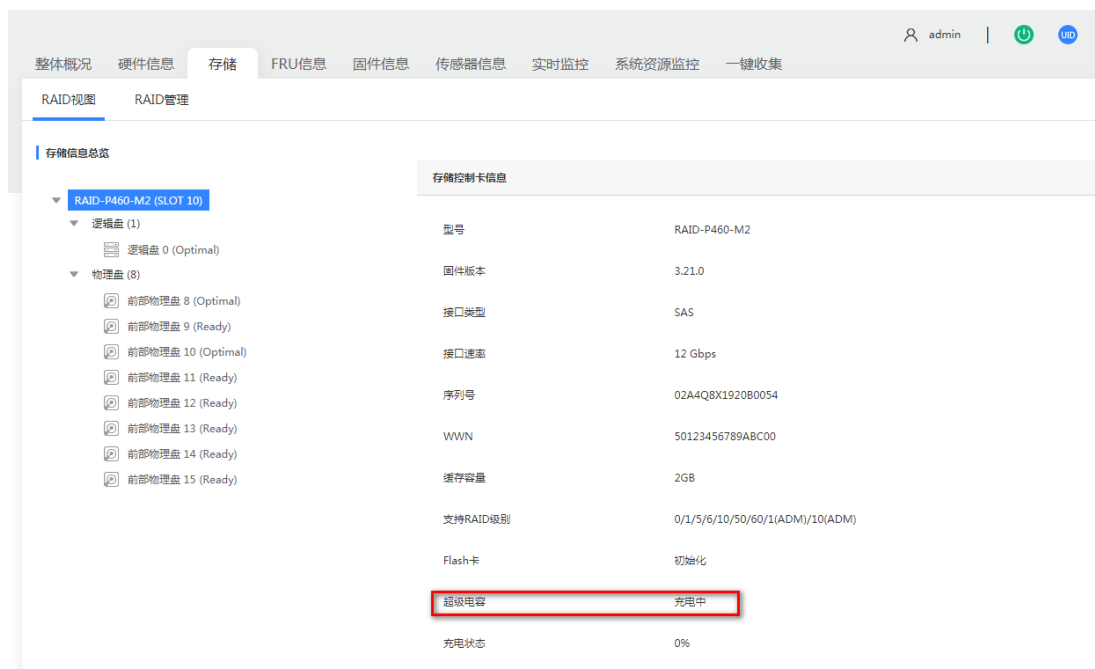 admin
UID
整体概况 硬件信息 存储 FRU信息 固件信息 传感器信息 实时监控 系统资源监控 一键收集
RAID视图 RAID管理
存储信息总览
RAID-P460-M2 (SLOT 10)
逻辑盘 (1)
逻辑盘 0 (Optimal)
物理盘 (8)
前部物理盘 8 (Optimal)
前部物理盘 9 (Ready)
前部物理盘 10 (Optimal)
前部物理盘 11 (Ready)
前部物理盘 12 (Ready)
前部物理盘 13 (Ready)
前部物理盘 14 (Ready)
前部物理盘 15 (Ready)
存储控制卡信息
型号 RAID-P460-M2
固件版本 3.21.0
接口类型 SAS
接口速率 12 Gbps
序列号 02A4Q8X1920B0054
WWN 50123456789ABC00
缓存容量 2GB
支持RAID级别 0/1/5/6/10/50/60/1(ADM)/10(ADM)
Flash卡 初始化
超级电容 充电中
充电状态 0%